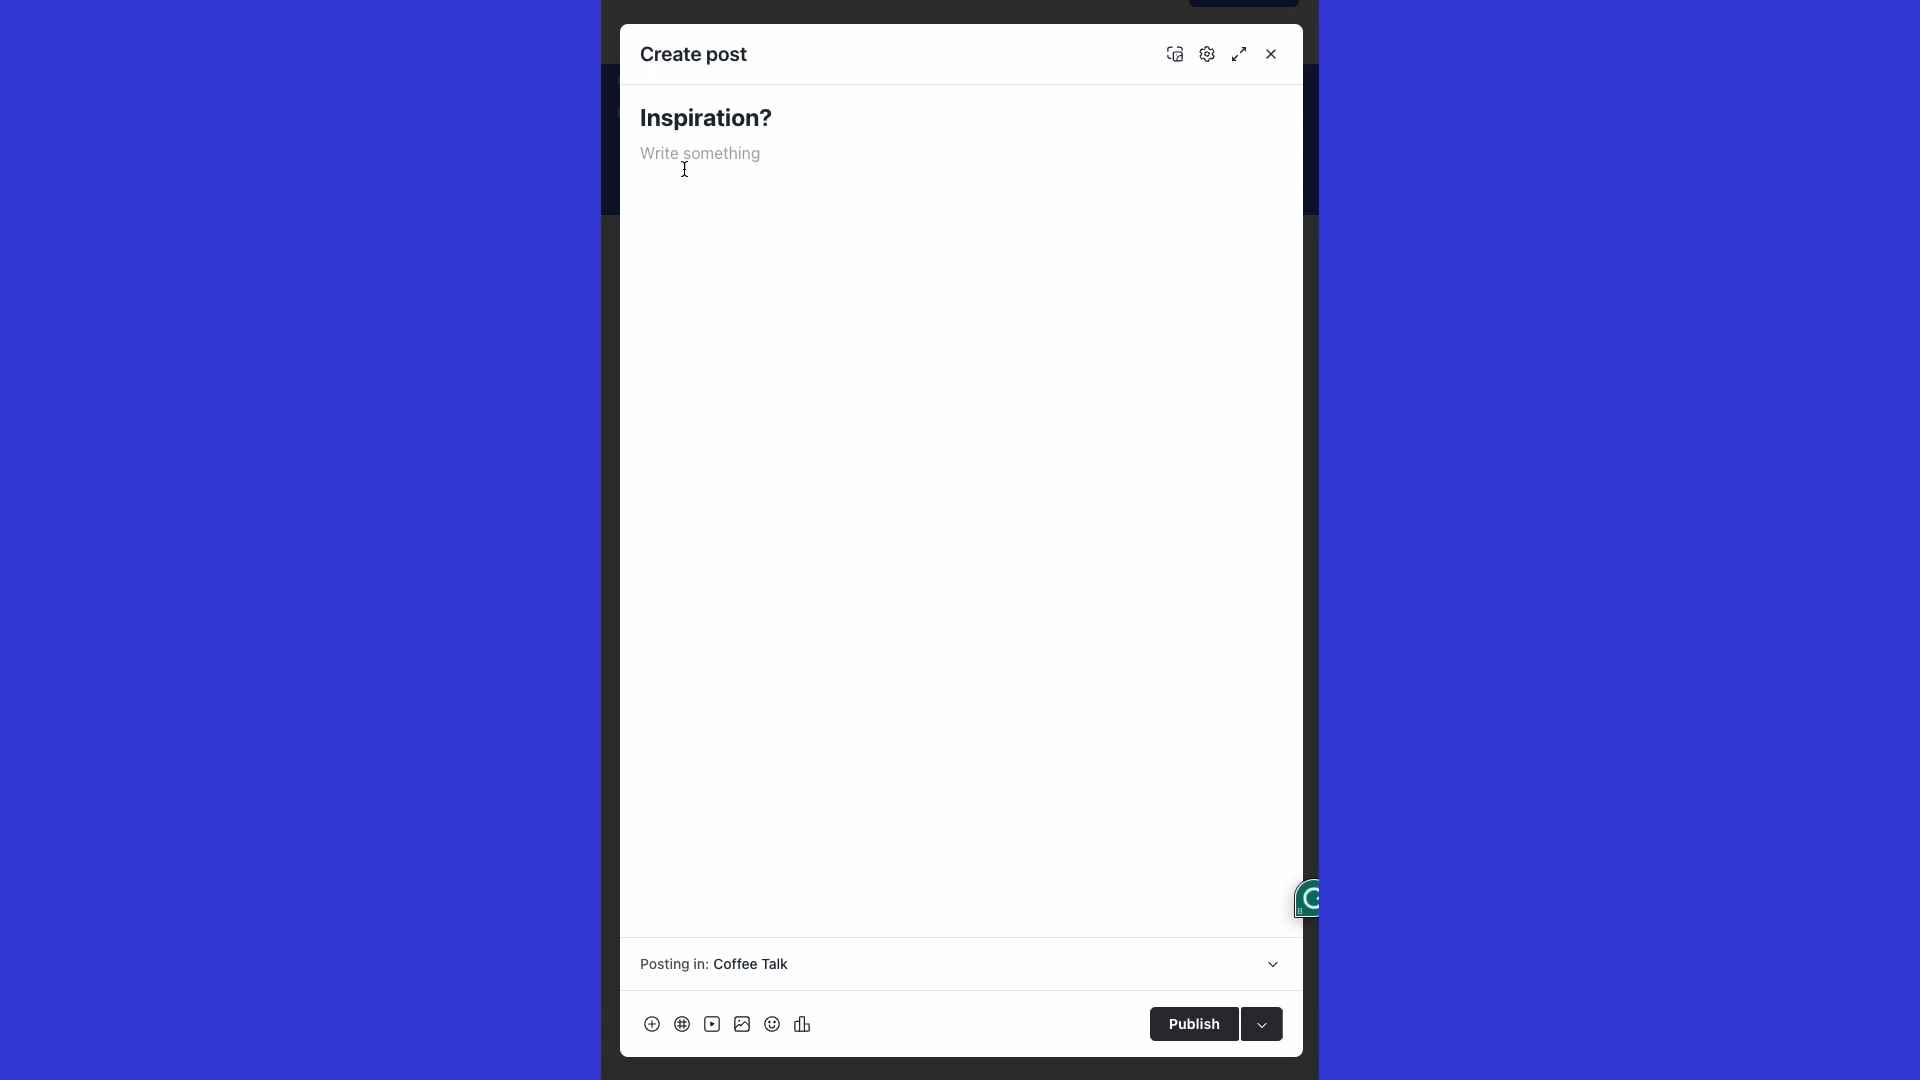 Create post
Inspiration?
Write something
Posting in: Coffee Talk
Publish